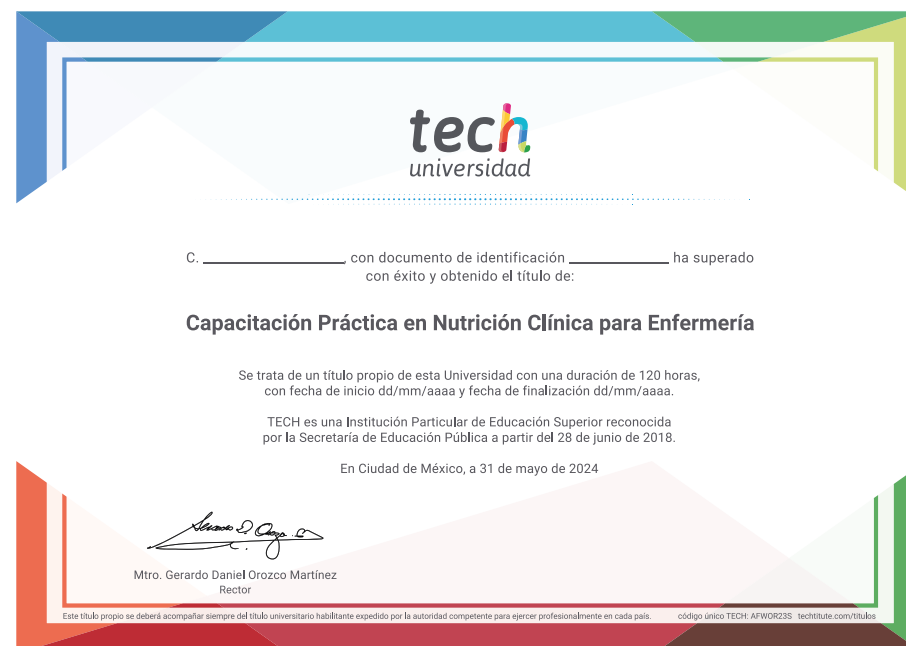 tech
universidad
C. ____________, con documento de identificación ____________ ha superado
con éxito y obtenido el título de:
Capacitación Práctica en Nutrición Clínica para Enfermería
Se trata de un título propio de esta Universidad con una duración de 120 horas,
con fecha de inicio dd/mm/aaaa y fecha de finalización dd/mm/aaaa.
TECH es una Institución Particular de Educación Superior reconocida
por la Secretaría de Educación Pública a partir del 28 de junio de 2018.
En Ciudad de México, a 31 de mayo de 2024
Mtro. Gerardo Daniel Orozco Martínez
Rector
Este título propio se deberá acompañar siempre del título universitario habilitante expedido por la autoridad competente para ejercer profesionalmente en cada país. código único TECH: AFWOR23S techtitute.com/titulos